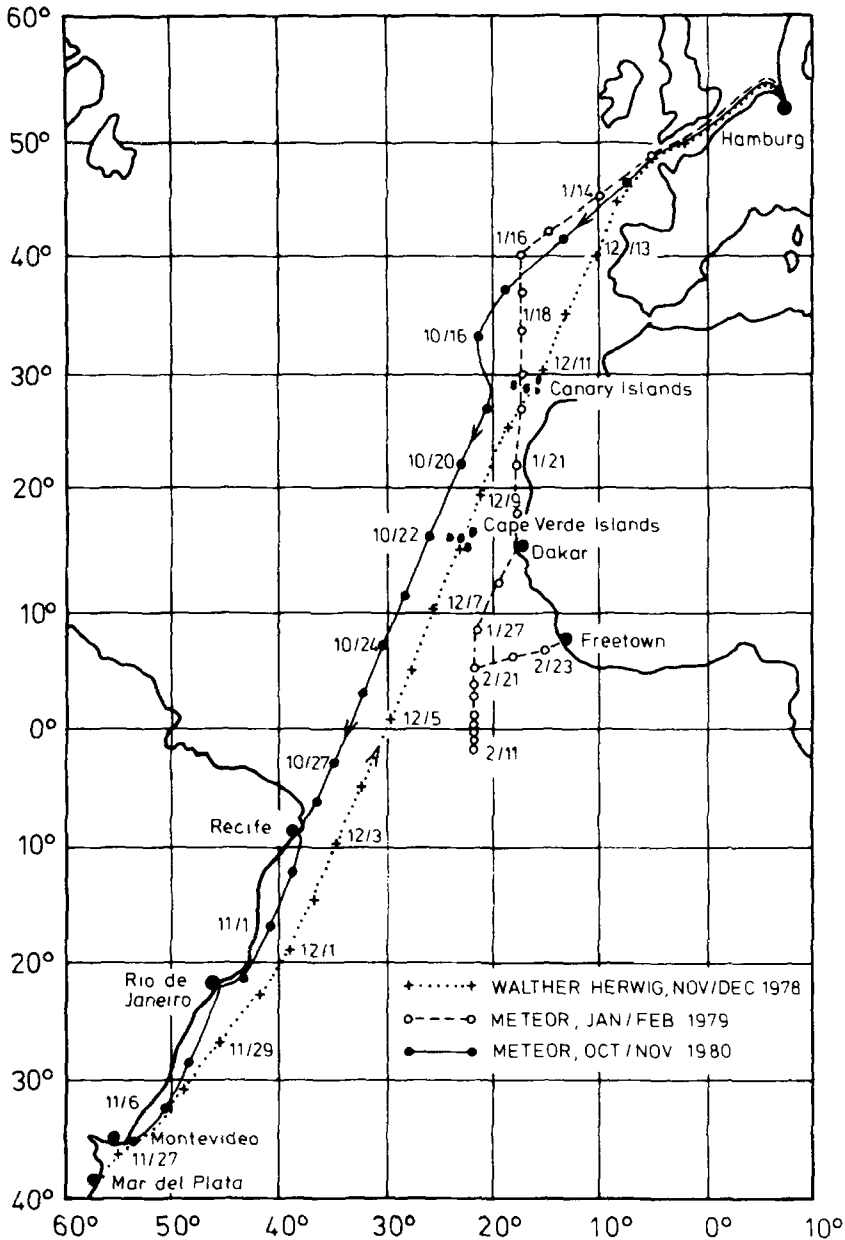 60°
50°
Hamburg
1/14
1/16
12/13
40°
1/18
10/16
12/11
30°
Canary Islands
10/20
1/21
20°
12/9
10/22
Cape Verde Islands
Dakar
12/7
10°
1/27
Freetown
10/24
2/21
2/23
12/5
0°
2/11
10/27
Recife
12/3
10°
11/1
12/1
20°
Rio de
Janeiro
WALTHER HERWIG, NOV/DEC 1978
METEOR, JAN/FEB 1979
11/29
METEOR, OCT/NOV 1980
30°
11/6
Montevideo
11/27
Mar del Plata
40°
60° 50° 40° 30° 20° 10° 0° 10°